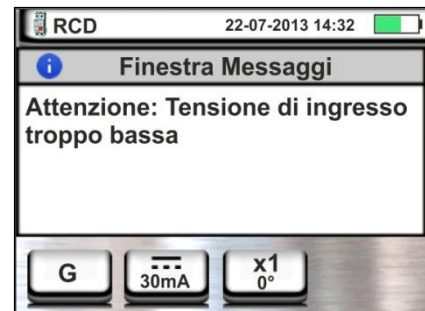 RCD
22-07-2013 14:32
Finestra Messaggi
Attenzione: Tensione di ingresso
troppo bassa
G
30mA
x1
0°